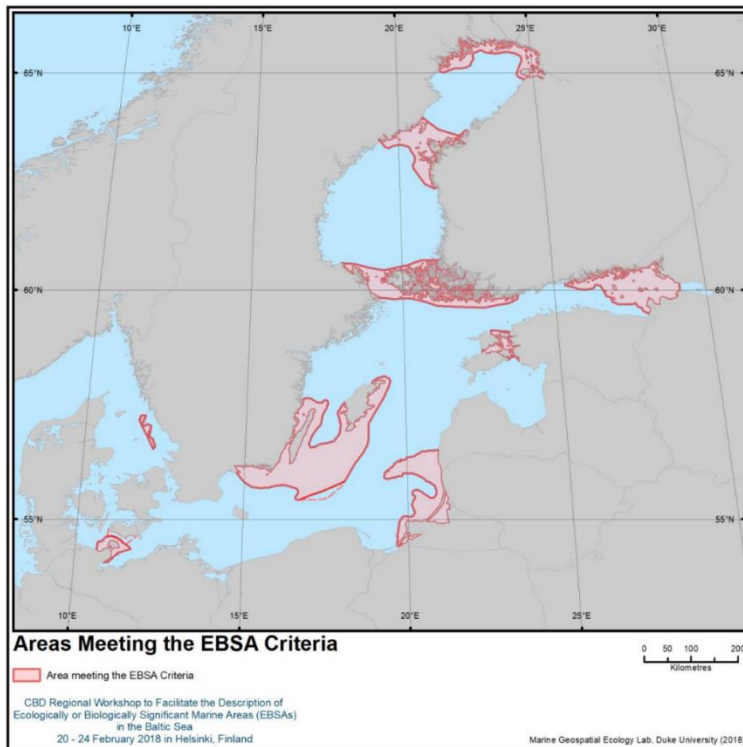 10°E 15°E 20°E 25°E 30°E
65°N 65°N
60°N 60°N
55°N 55°N
10°E 15°E 20°E 25°E
Areas Meeting the EBSA Criteria
Area meeting the EBSA Criteria
0 50 100 200
Kilometres
CBD Regional Workshop to Facilitate the Description of
Ecologically or Biologically Significant Marine Areas (EBSAs)
in the Baltic Sea
20 - 24 February 2018 in Helsinki, Finland
Marine Geospatial Ecology Lab, Duke University (2018